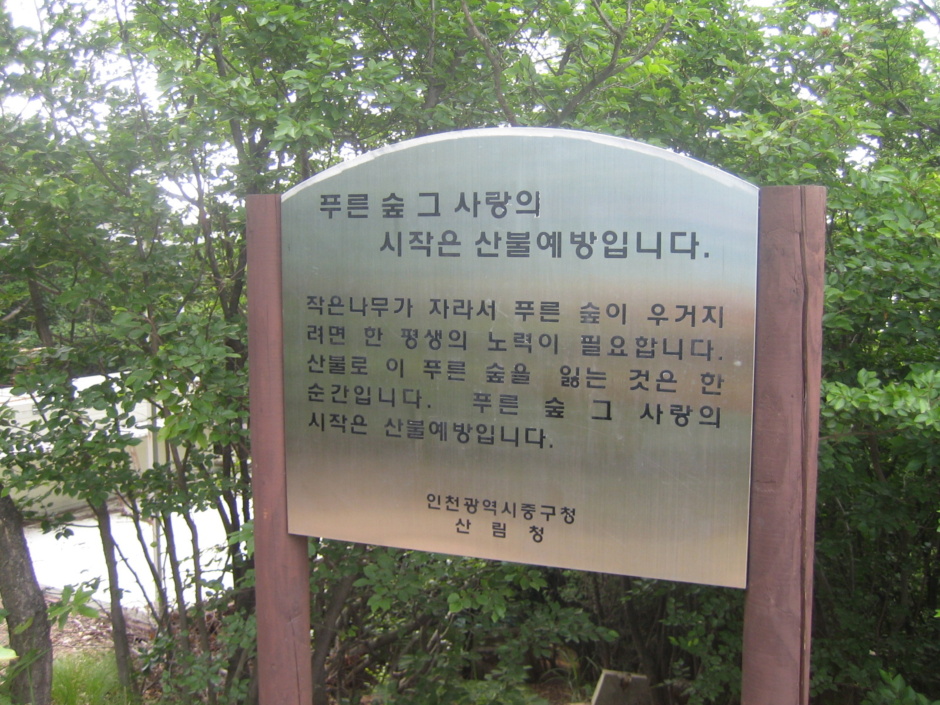 푸른 숲 그 사랑의
시작은 산불예방입니다.
작은나무가 자라서 푸른 숲이 우거지
려면 한 평생의 노력이 필요합니다.
산불로 이 푸른 숲을 잃는 것은 한
순간입니다. 푸른 숲 그 사랑의
시작은 산불예방입니다.
인천광역시중구청
산림청